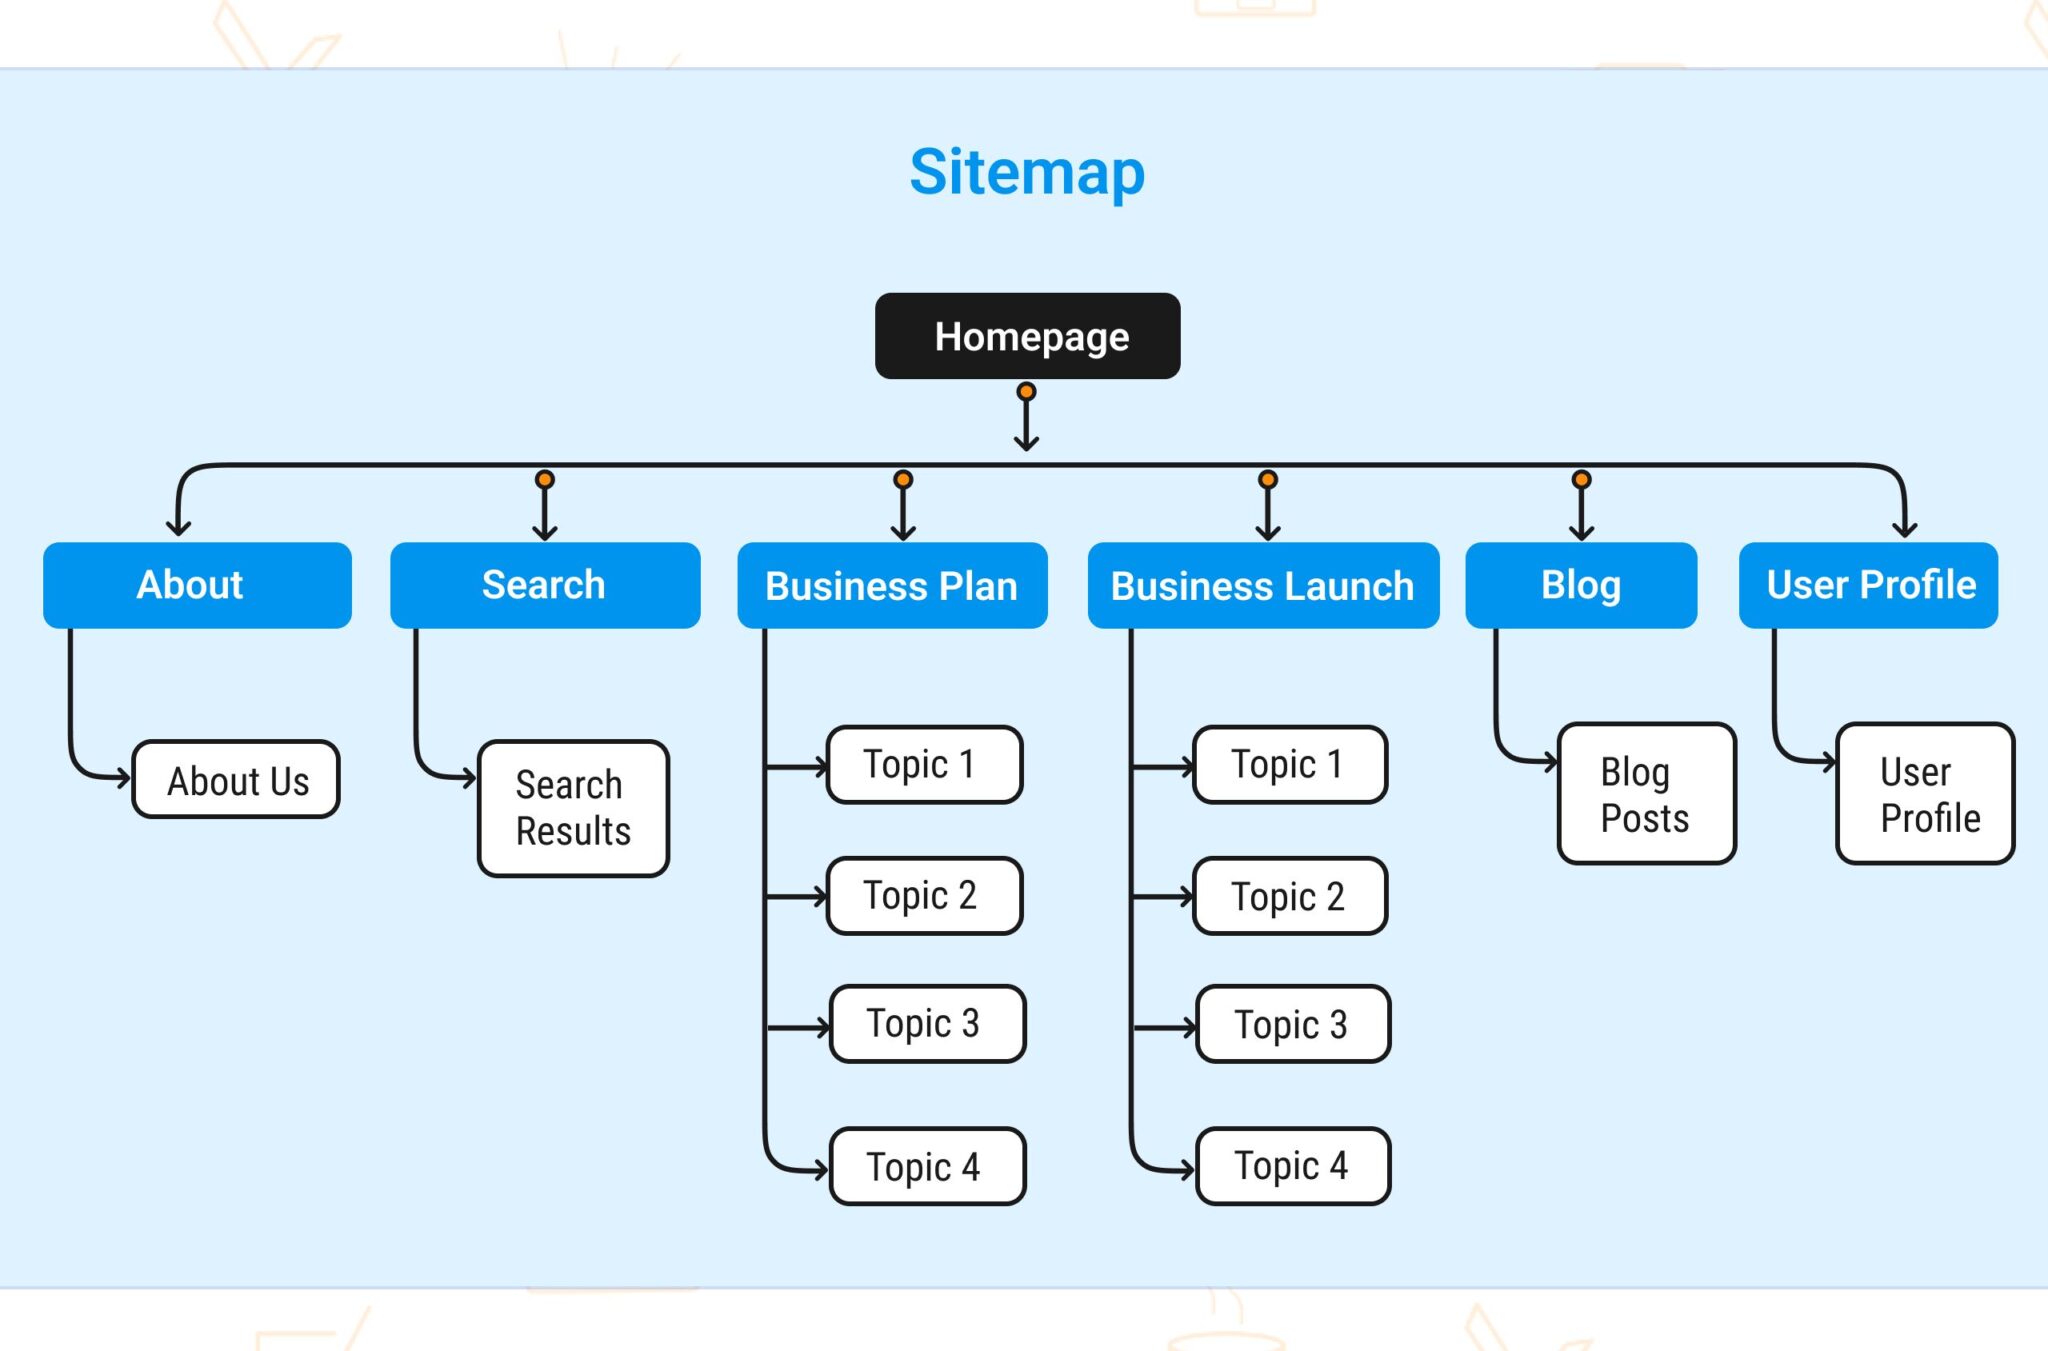 Sitemap
Homepage
About
Search
Business Plan
Business Launch
Blog
User Profile
About Us
Search
Results
Topic 1
Topic 2
Topic 3
Topic 4
Topic 1
Topic 2
Topic 3
Topic 4
Blog
Posts
User
Profile